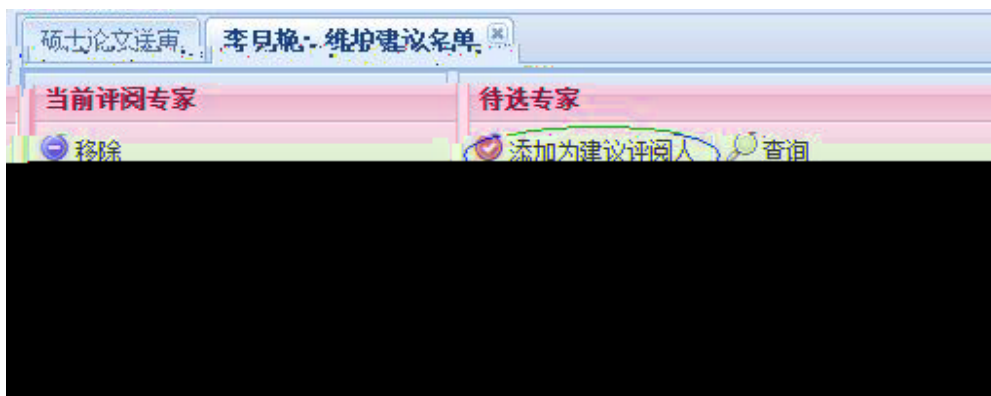 硕士论文送审 李见艳- 维护建议名单
当前评阅专家 待选专家
移除 添加为建议评阅人 查询